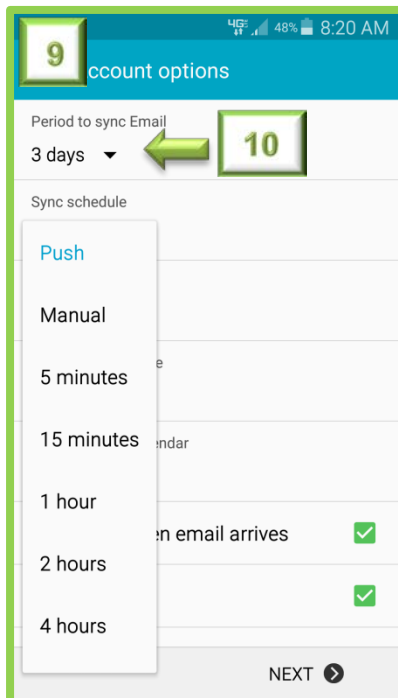 4G 48% 8:20 AM
9 ccount options
Period to sync Email
3 days 10
Sync schedule
Push
Manual
e
5 minutes
15 minutes endar
1 hour
en email arrives
2 hours
4 hours
NEXT